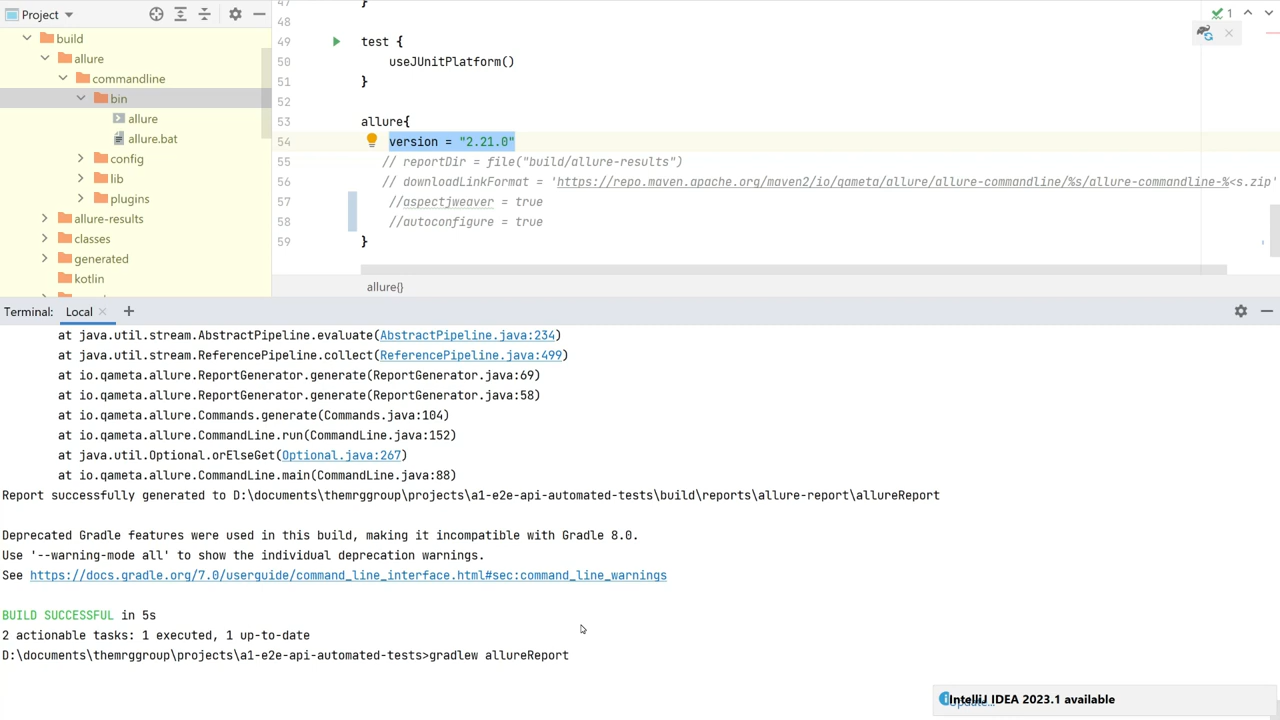 Project
build
allure
commandline
bin
allure
allure.bat
config
lib
plugins
allure-results
classes
generated
kotlin
47 }
48
49 test {
50 useJUnitPlatform()
51 }
52
53 allure{
54 version = "2.21.0"
55 // reportDir = file("build/allure-results")
56 // downloadLinkFormat = 'https://repo.maven.apache.org/maven2/io/qameta/allure/allure-commandline/%s/allure-commandline-%<s.zip'
57 //aspectjweaver = true
58 //autoconfigure = true
59 }
1
allure{}
Terminal: Local
at java.util.stream.AbstractPipeline.evaluate(AbstractPipeline.java:234)
at java.util.stream.ReferencePipeline.collect(ReferencePipeline.java:499)
at io.qameta.allure.ReportGenerator.generate(ReportGenerator.java:69)
at io.qameta.allure.ReportGenerator.generate(ReportGenerator.java:58)
at io.qameta.allure.Commands.generate(Commands.java:104)
at io.qameta.allure.CommandLine.run(CommandLine.java:152)
at java.util.Optional.orElseGet(Optional.java:267)
at io.qameta.allure.CommandLine.main(CommandLine.java:88)
Report successfully generated to D:\documents\themrggroup\projects\a1-e2e-api-automated-tests\build\reports\allure-report\allureReport
Deprecated Gradle features were used in this build, making it incompatible with Gradle 8.0.
Use '--warning-mode all' to show the individual deprecation warnings.
See https://docs.gradle.org/7.0/userguide/command_line_interface.html#sec:command_line_warnings
BUILD SUCCESSFUL in 5s
2 actionable tasks: 1 executed, 1 up-to-date
D:\documents\themrggroup\projects\a1-e2e-api-automated-tests>gradlew allureReport
IntelliJ IDEA 2023.1 available
Update...